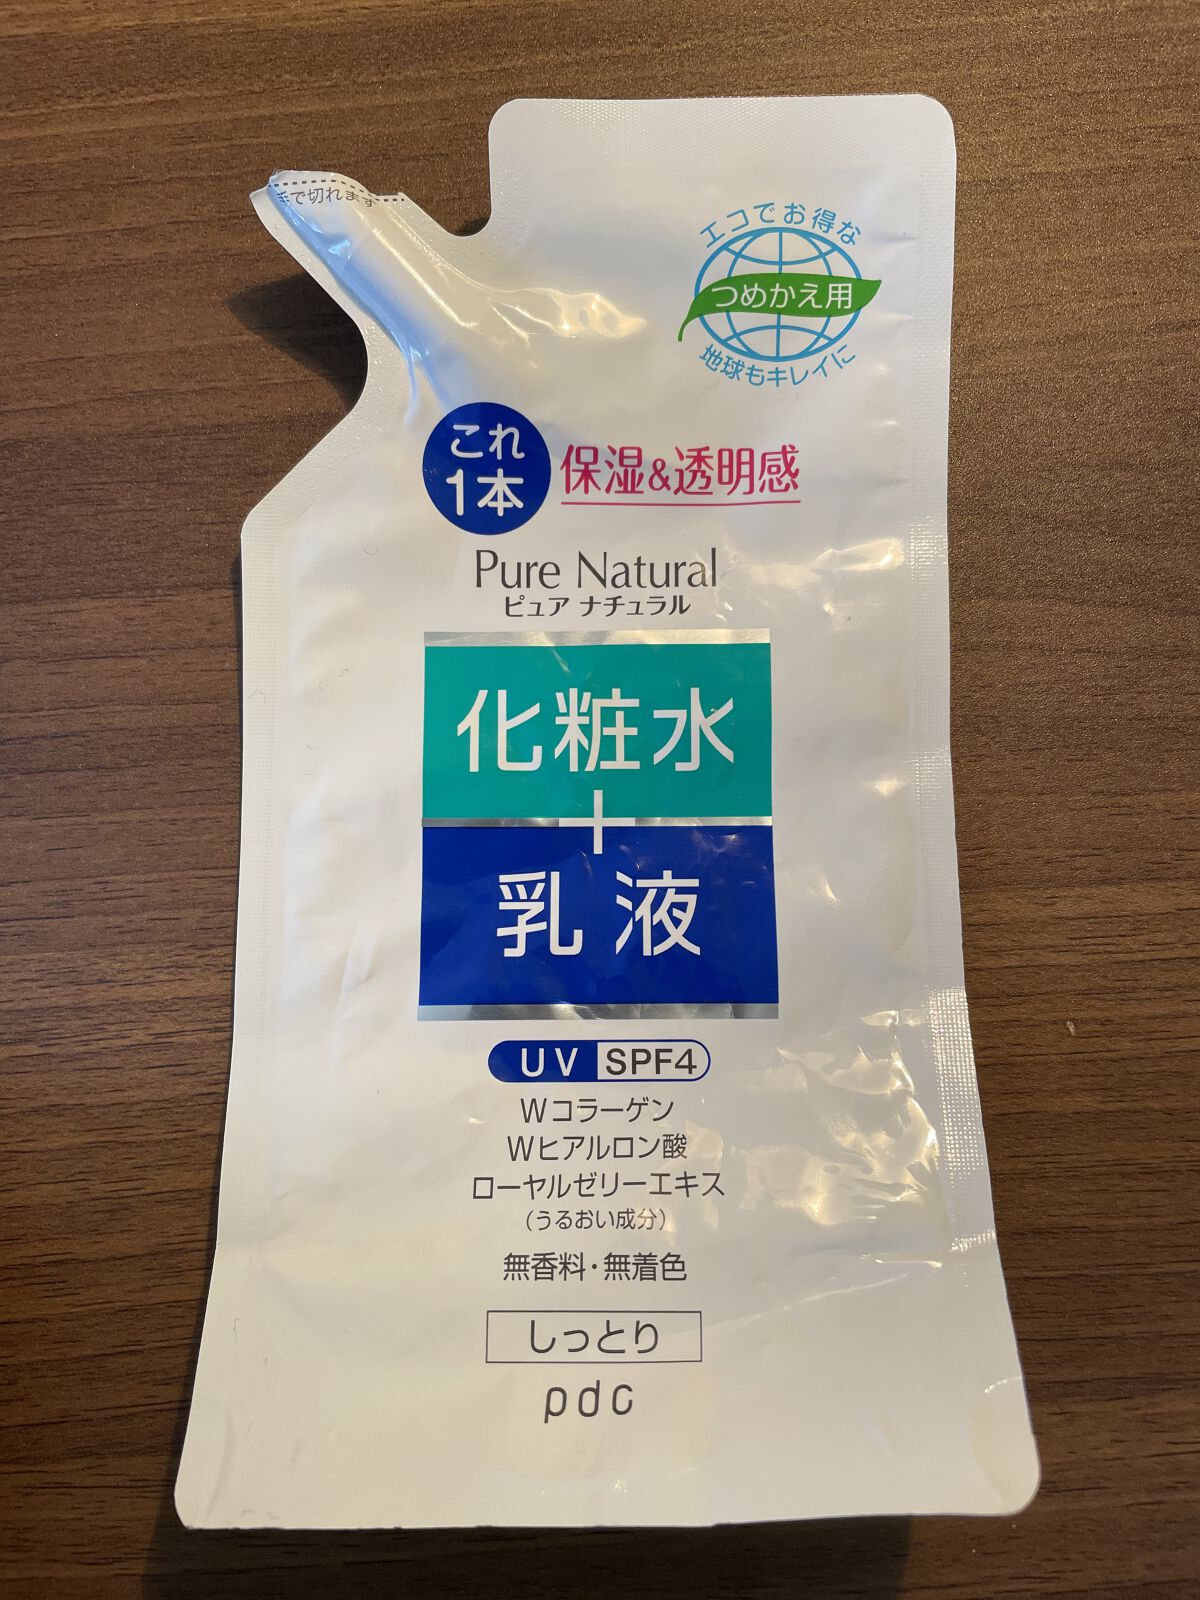 で切れます
エコでお得な
つめかえ用
地球もキレイに
これ
1本
保湿&透明感
Pure Natural
ピュア ナチュラル
化粧水
+
乳液
UV SPF4
Wコラーゲン
Wヒアルロン酸
ローヤルゼリーエキス
(うるおい成分)
無香料・無着色
しっとり
pdc